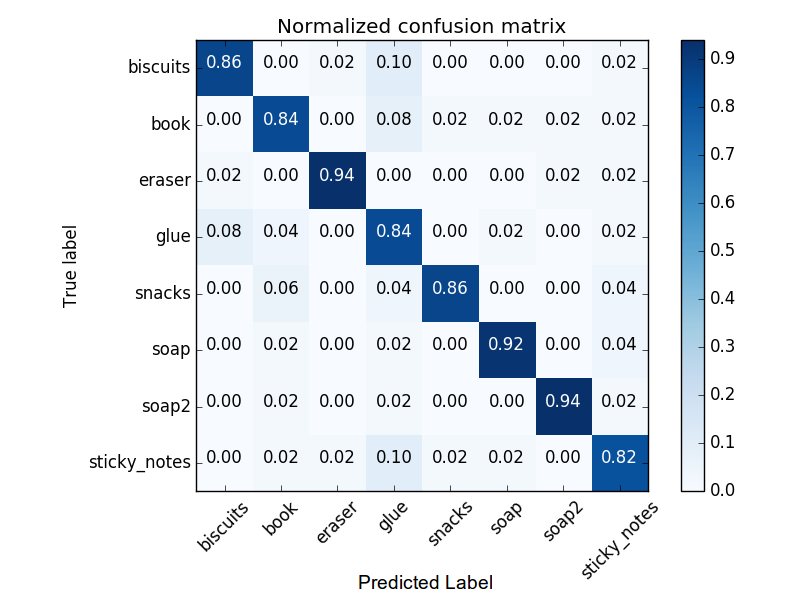 Normalized confusion matrix
True label
biscuits 0.86 0.00 0.02 0.10 0.00 0.00 0.00 0.02
book 0.00 0.84 0.00 0.08 0.02 0.02 0.02 0.02
eraser 0.02 0.00 0.94 0.00 0.00 0.00 0.02 0.02
glue 0.08 0.04 0.00 0.84 0.00 0.02 0.00 0.02
snacks 0.00 0.06 0.00 0.04 0.86 0.00 0.00 0.04
soap 0.00 0.02 0.00 0.02 0.00 0.92 0.00 0.04
soap2 0.00 0.02 0.00 0.02 0.00 0.00 0.94 0.02
sticky_notes 0.00 0.02 0.02 0.10 0.02 0.02 0.00 0.82
biscuits book eraser glue snacks soap soap2 sticky_notes
Predicted Label
0.9
0.8
0.7
0.6
0.5
0.4
0.3
0.2
0.1
0.0